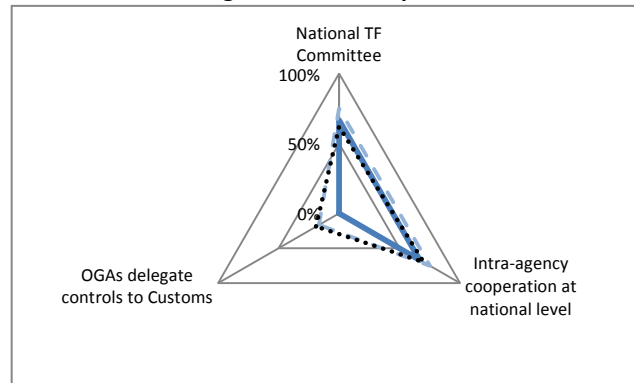 National TF
Committee
100%
50%
0%
OGAs delegate
controls to Customs
Intra-agency
cooperation at
national level